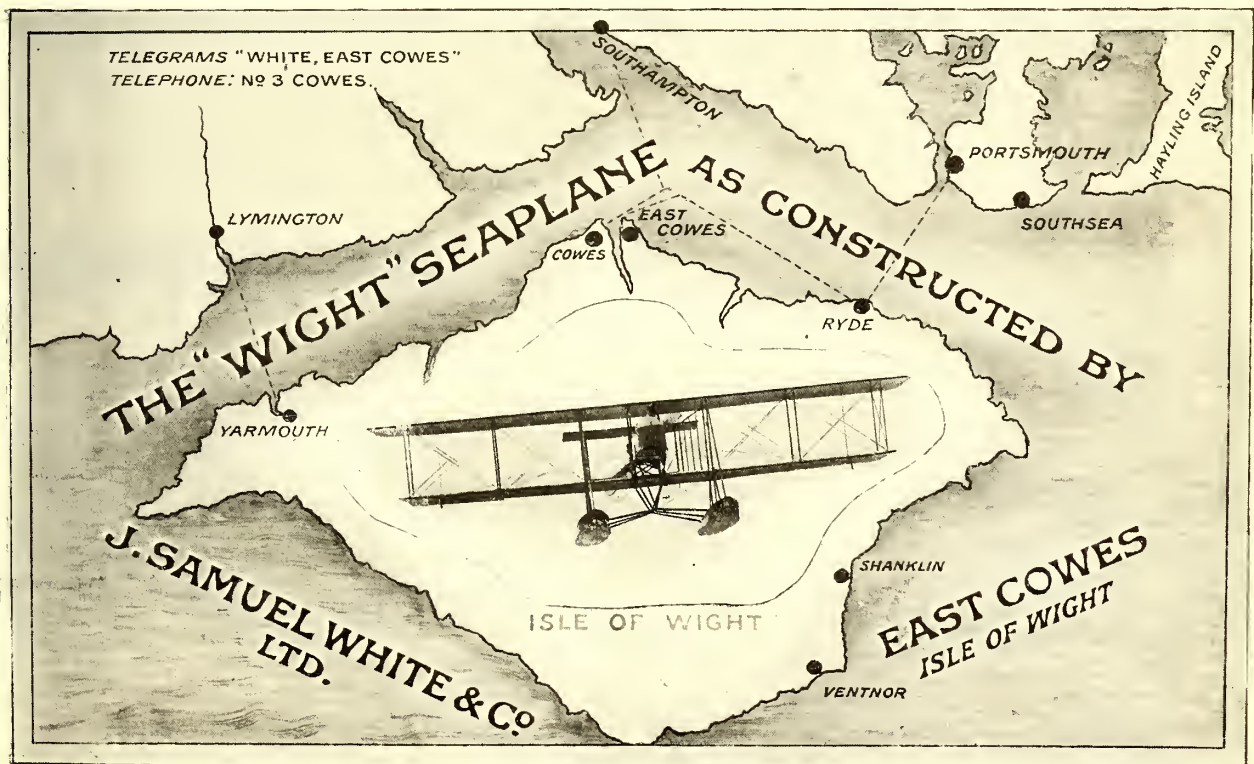 TELEGRAMS "WHITE, EAST COWES"
TELEPHONE: No 3 COWES.
SOUTHAMPTON
HAYLING ISLAND
PORTSMOUTH
SOUTHSEA
LYMINGTON
EAST
COWES
COWES
THE "WIGHT" SEAPLANE AS CONSTRUCTED BY
RYDE
YARMOUTH
SHANKLIN
ISLE OF WIGHT
VENTNOR
J. SAMUEL WHITE & Co
LTD.
EAST COWES
ISLE OF WIGHT